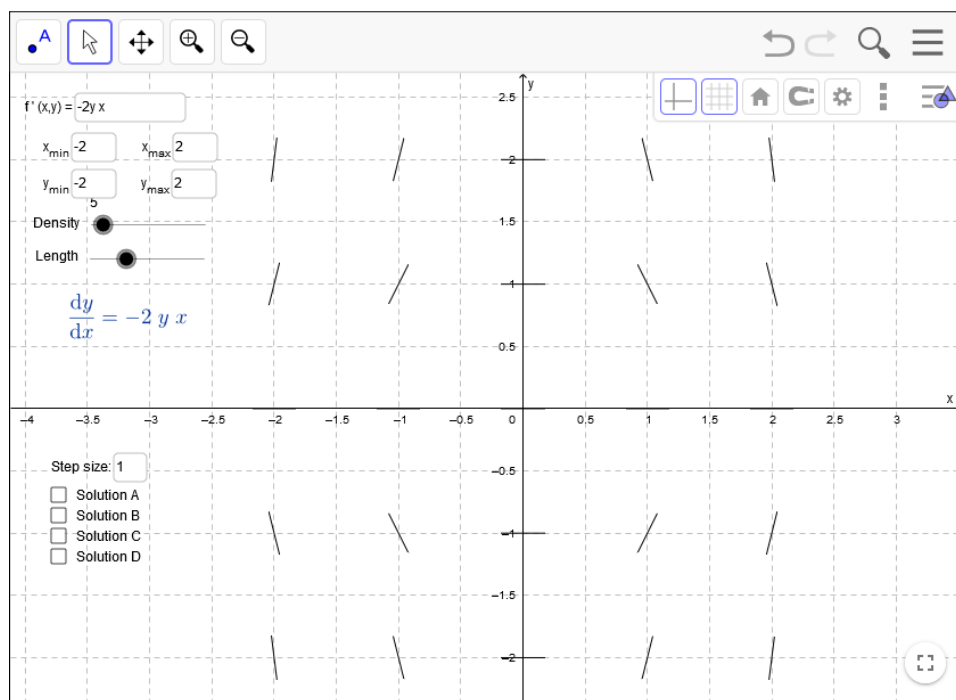 A
y
f ' (x,y) = -2y x
xmin -2 xmax 2
ymin -2 ymax 2
5
Density
Length
dy/dx = −2 y x
2.5
2
1.5
1
0.5
x
−4 −3.5 −3 −2.5 −2 −1.5 −1 −0.5 0 0.5 1 1.5 2 2.5 3 3.5
−0.5
−1
−1.5
−2
Step size: 1
Solution A
Solution B
Solution C
Solution D